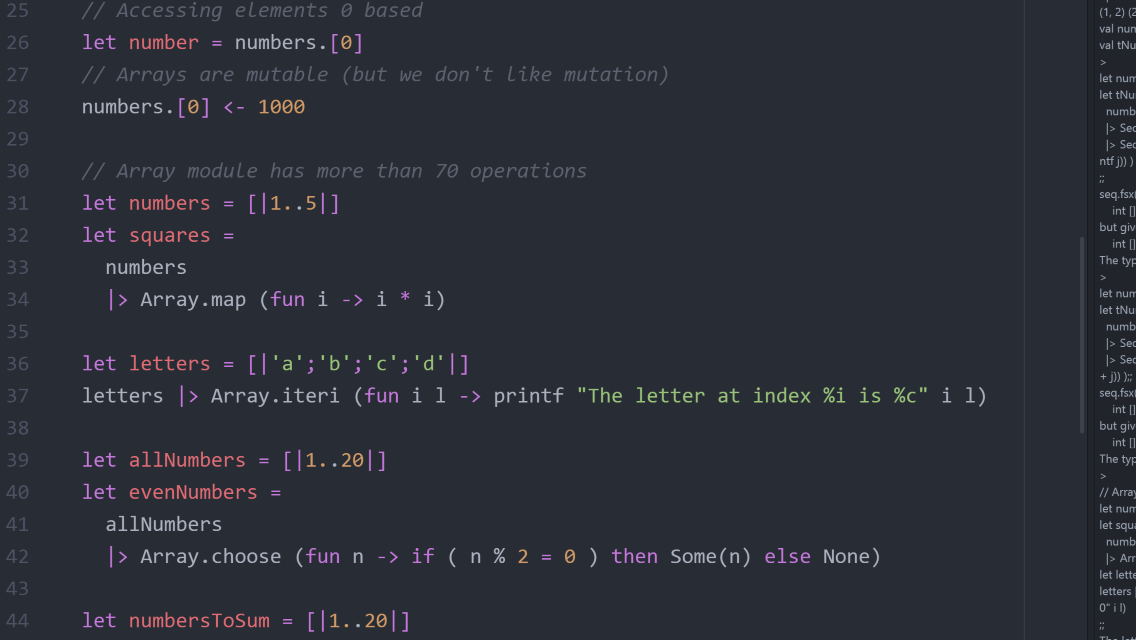 25 // Accessing elements 0 based
26 let number = numbers.[0]
27 // Arrays are mutable (but we don't like mutation)
28 numbers.[0] <- 1000
29
30 // Array module has more than 70 operations
31 let numbers = [|1..5|]
32 let squares =
33 numbers
34 |> Array.map (fun i -> i * i)
35
36 let letters = [|'a';'b';'c';'d'|]
37 letters |> Array.iteri (fun i l -> printf "The letter at index %i is %c" i l)
38
39 let allNumbers = [|1..20|]
40 let evenNumbers =
41 allNumbers
42 |> Array.choose (fun n -> if ( n % 2 = 0 ) then Some(n) else None)
43
44 let numbersToSum = [|1..20|]
(1, 2) (2
val num
val tNu
>
let num
let tNu
numb
|> Sec
|> Sec
ntf j)) )
;;
seq.fsx(
int []
but giv
int []
The typ
>
let num
let tNu
numb
|> Sec
|> Sec
+ j)) );;
seq.fsx(
int []
but giv
int []
The typ
>
// Array
let num
let squa
numb
|> Arr
let lette
letters |
0" i l)
;;